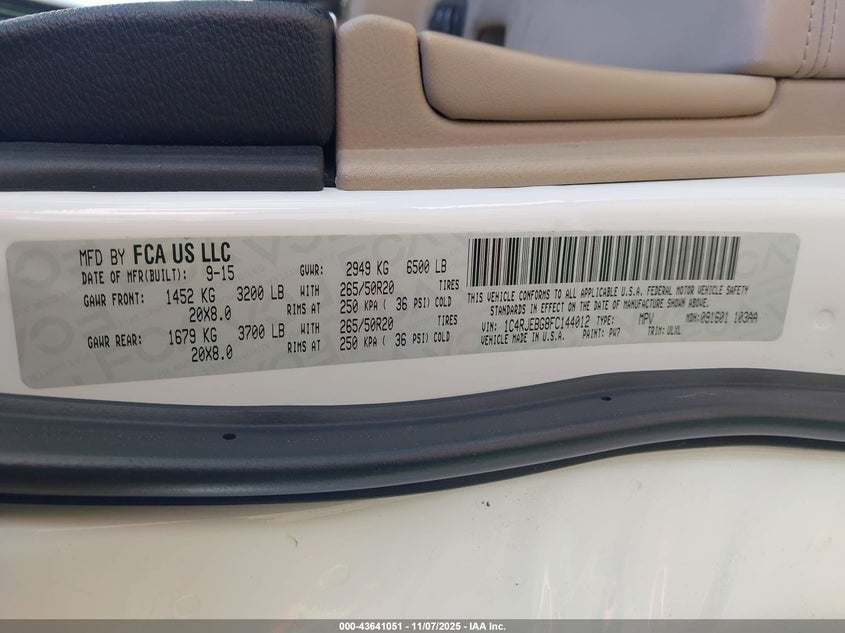 MFD BY FCA US LLC
DATE OF MFR(BUILT): 9-15 GVWR: 2949 KG 6500 LB
GAWR FRONT: 1452 KG 3200 LB WITH 265/50R20 TIRES
20X8.0 RIMS AT 250 KPA ( 36 PSI) COLD
GAWR REAR: 1679 KG 3700 LB WITH 265/50R20 TIRES
20X8.0 RIMS AT 250 KPA ( 36 PSI) COLD
THIS VEHICLE CONFORMS TO ALL APPLICABLE U.S.A. FEDERAL MOTOR VEHICLE SAFETY
STANDARDS IN EFFECT ON THE DATE OF MANUFACTURE SHOWN ABOVE.
VIN: 1C4RJEBG8FC144012 TYPE: MPV MDH:091601 103AA
VEHICLE MADE IN U.S.A. PAINT: PW7 TRIM: ULXL
000-43641051 - 11/07/2025 - IAA Inc.